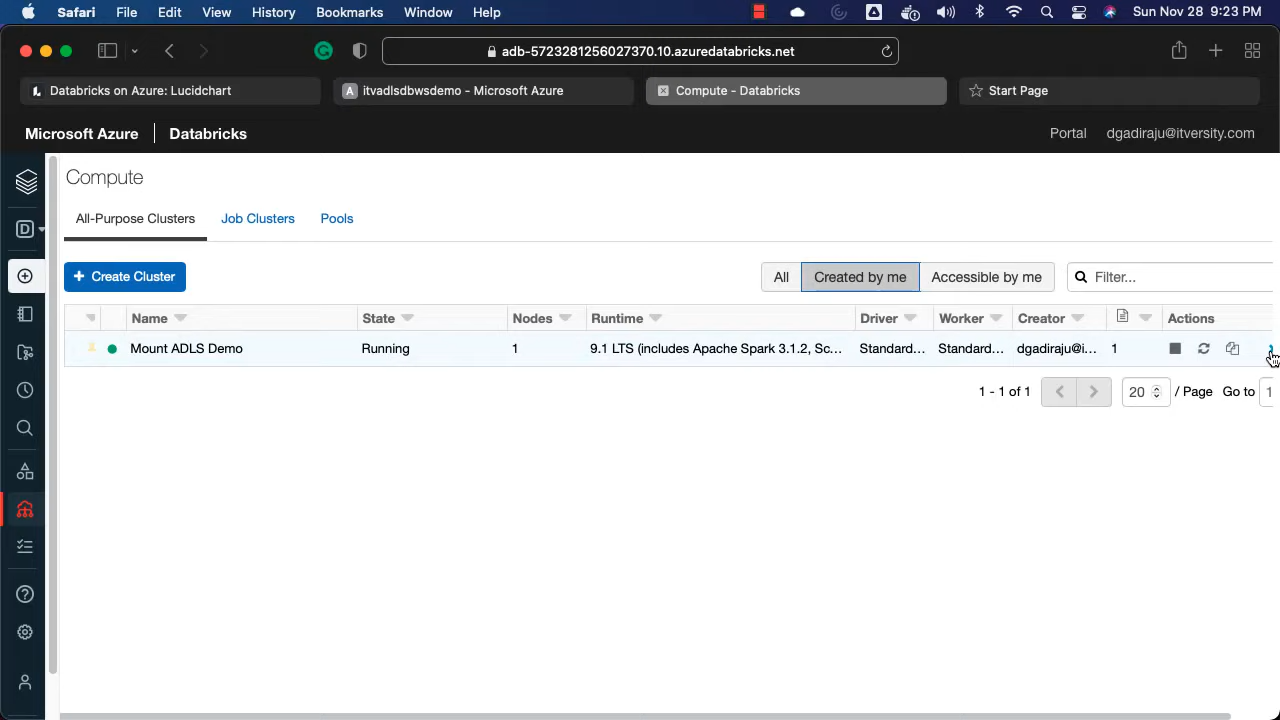 Safari File Edit View History Bookmarks Window Help Sun Nov 28 9:23 PM
adb-5723281256027370.10.azuredatabricks.net
Databricks on Azure: Lucidchart A itvadlsdbwsdemo - Microsoft Azure Compute - Databricks Start Page
Microsoft Azure Databricks Portal dgadiraju@itversity.com
Compute
D
All-Purpose Clusters Job Clusters Pools
+ Create Cluster All Created by me Accessible by me Filter...
Name State Nodes Runtime Driver Worker Creator Actions
Mount ADLS Demo Running 1 9.1 LTS (includes Apache Spark 3.1.2, Sc... Standard... Standard... dgadiraju@i... 1
1 - 1 of 1 20 / Page Go to 1